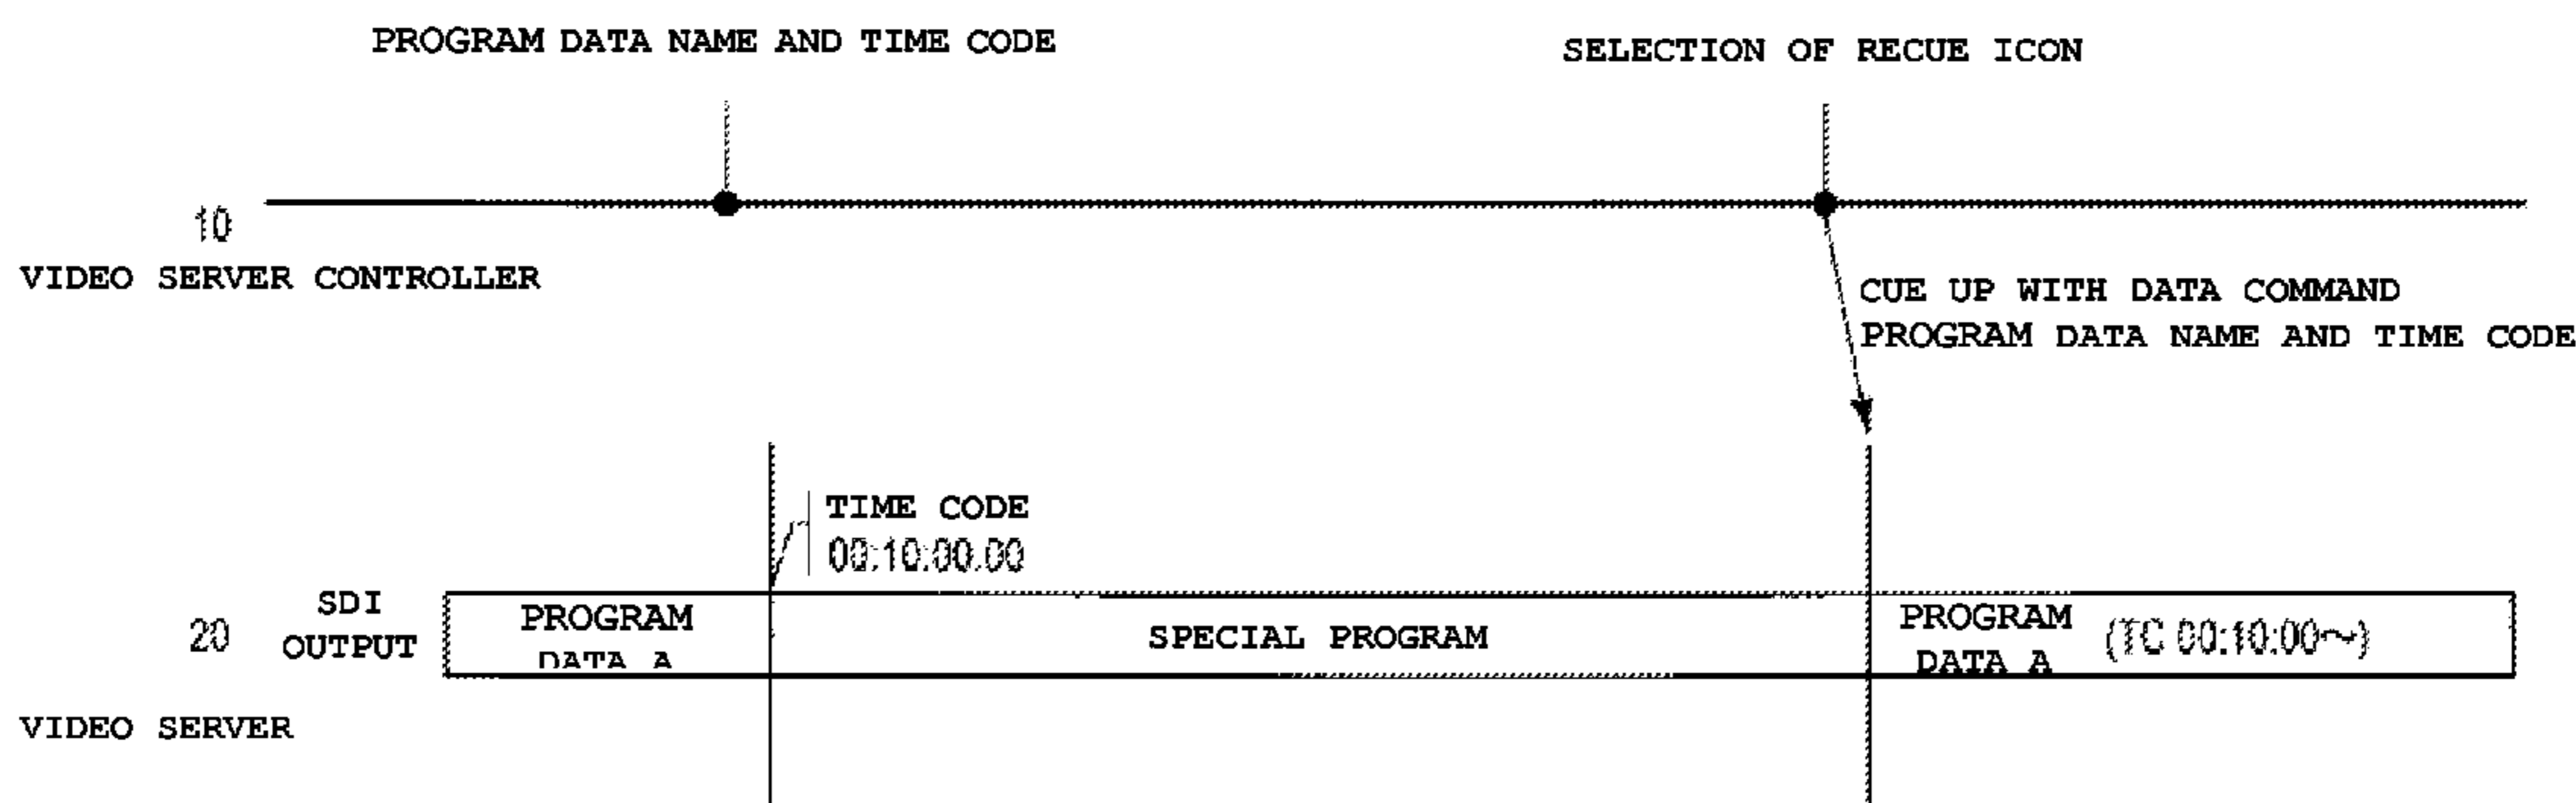 PROGRAM DATA NAME AND TIME CODE
SELECTION OF RECUE ICON
10
VIDEO SERVER CONTROLLER
CUE UP WITH DATA COMMAND
PROGRAM DATA NAME AND TIME CODE
TIME CODE
00:10:00.00
20
SDI
OUTPUT
PROGRAM
DATA A
SPECIAL PROGRAM
PROGRAM
DATA A
(TC 00:10:00~)
VIDEO SERVER